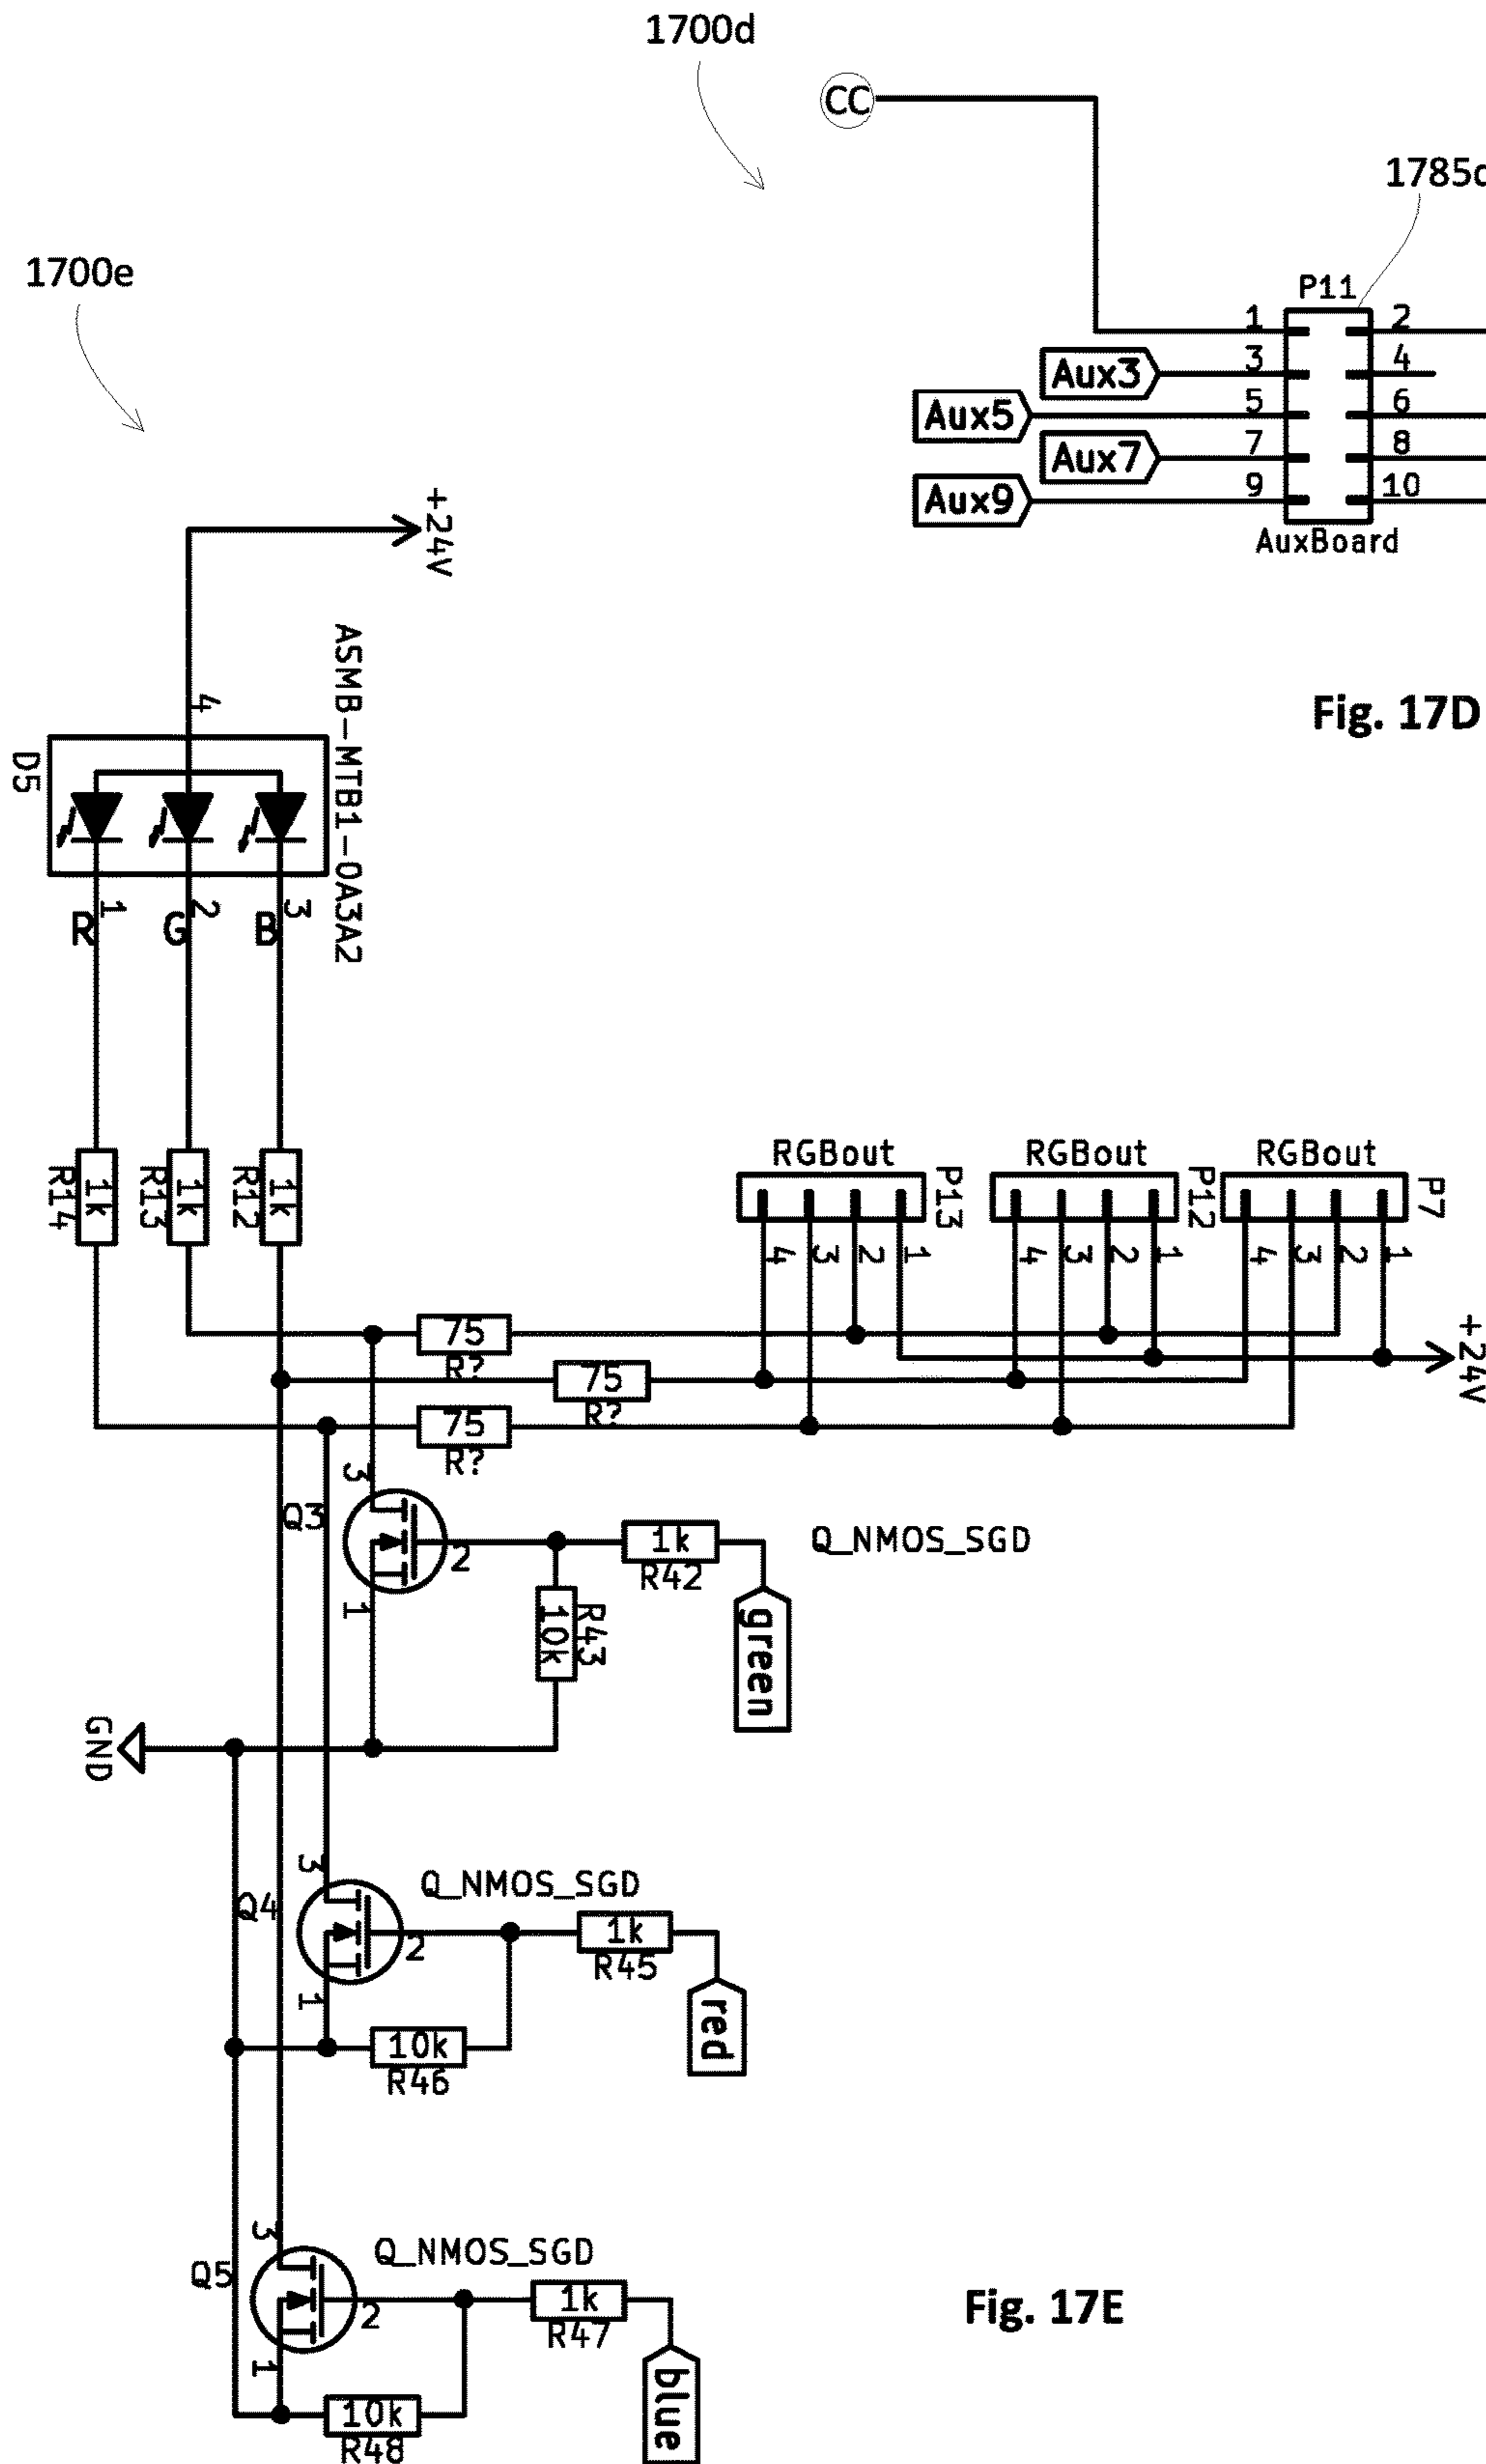 1700d
CC
1785d
1700e
P11
1 2
Aux3 3 4
Aux5 5 6
Aux7 7 8
Aux9 9 10
AuxBoard
+24V
Fig. 17D
4
D5
ASMB-MTB1-0A3A2
1 2 3
R G B
RGBout RGBout RGBout
P13 P12 P7
R14 1k R13 1k R12 1k
4 3 2 1 4 3 2 1 4 3 2 1
75
R?
+24V
75
R?
75
R?
3
Q3
2
1k
R42
Q_NMOS_SGD
1
10k
R43
green
GND
3
Q_NMOS_SGD
Q4
2
1k
R45
1
10k
R46
red
3
Q_NMOS_SGD
Q5
2
1k
R47
Fig. 17E
1
10k
R48
blue